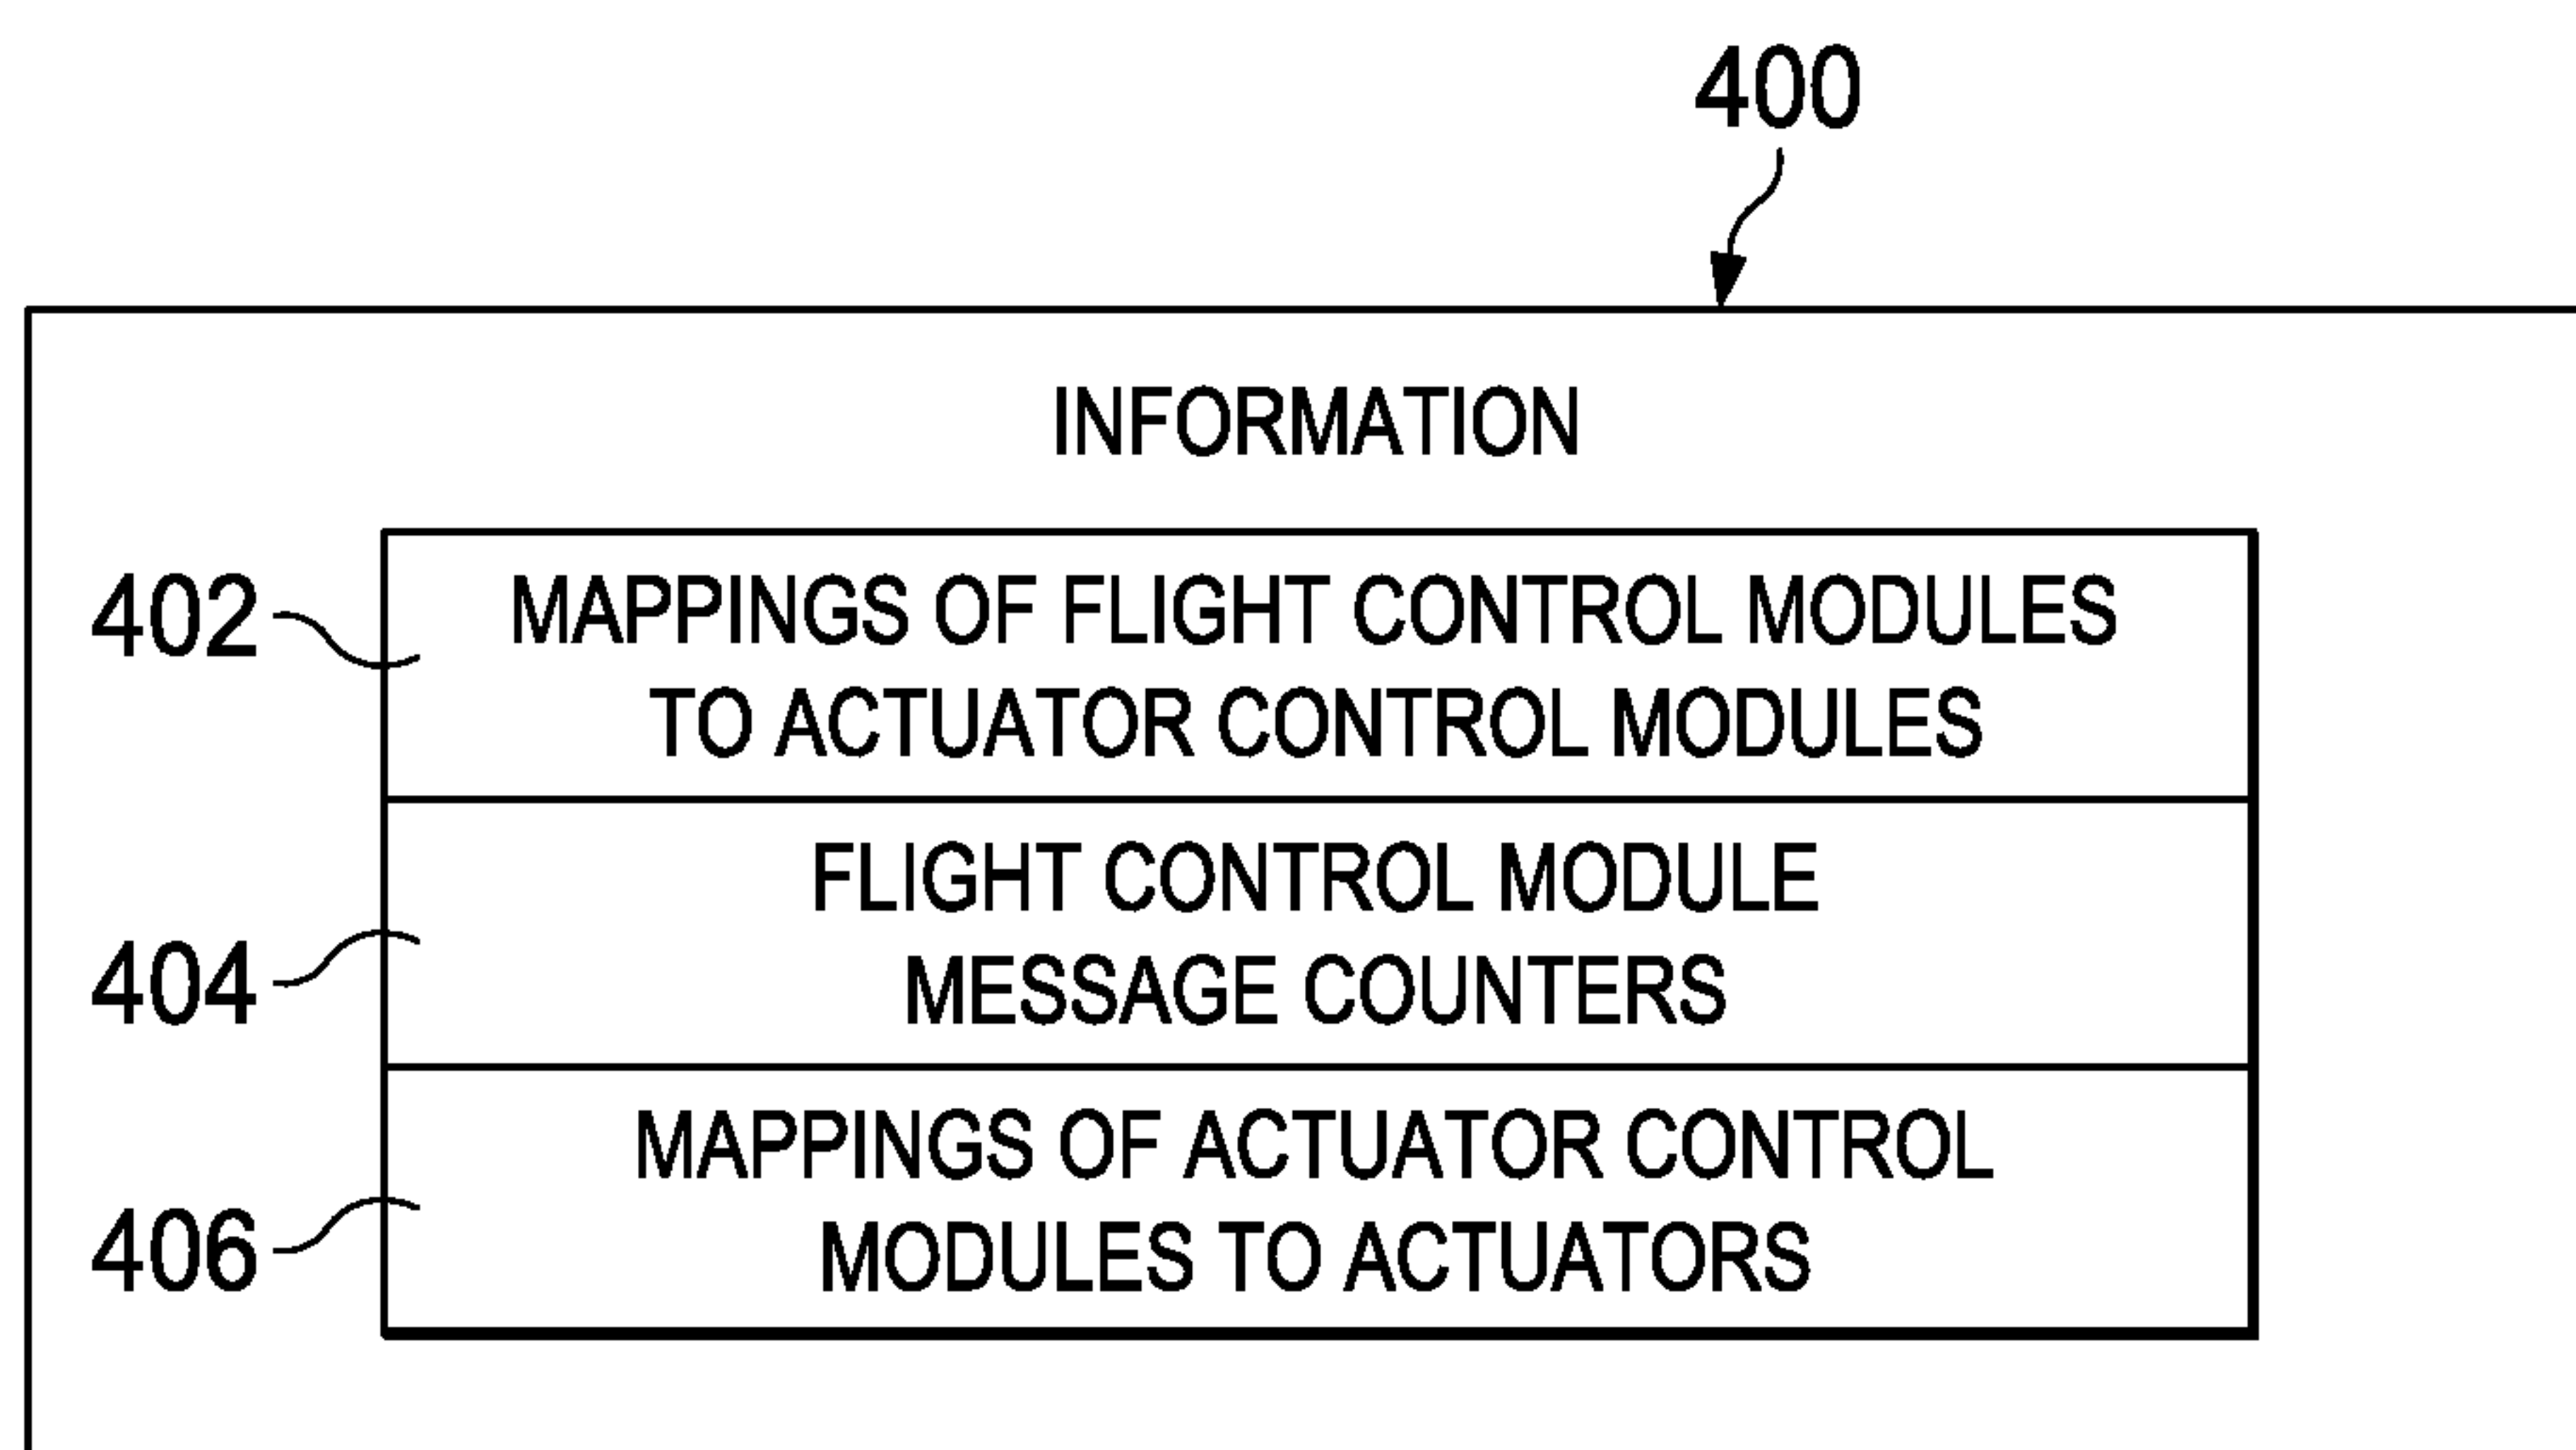 400
INFORMATION
402
MAPPINGS OF FLIGHT CONTROL MODULES
TO ACTUATOR CONTROL MODULES
FLIGHT CONTROL MODULE
404
MESSAGE COUNTERS
MAPPINGS OF ACTUATOR CONTROL
406
MODULES TO ACTUATORS